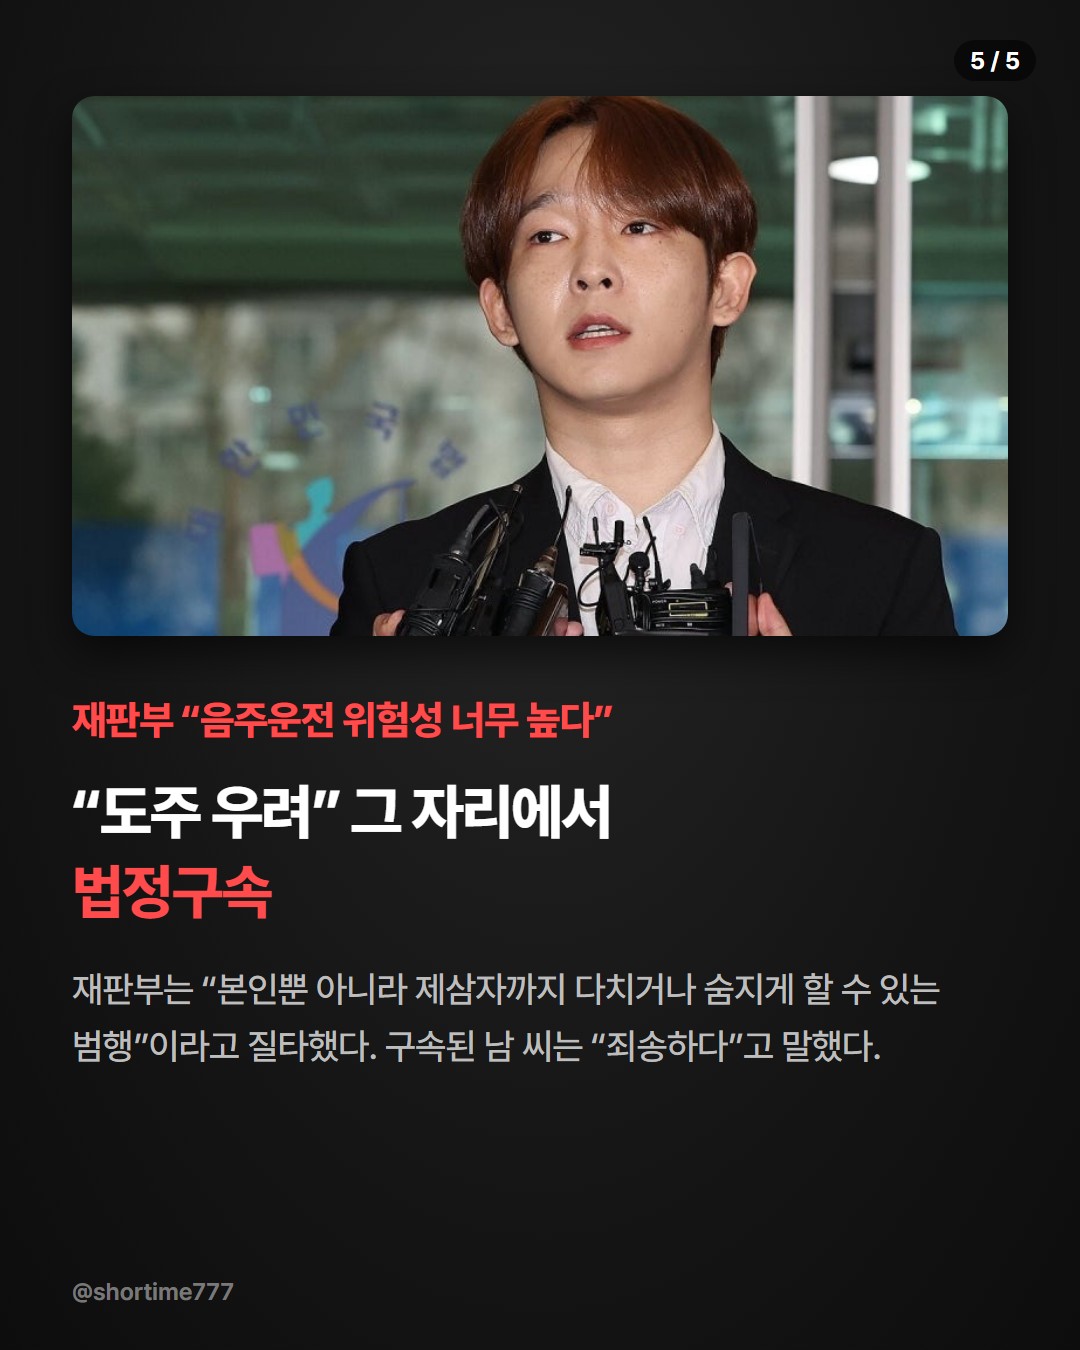 5 / 5
한 민 국 법
재판부 “음주운전 위험성 너무 높다”
“도주 우려” 그 자리에서
법정구속
재판부는 “본인뿐 아니라 제삼자까지 다치거나 숨지게 할 수 있는
범행”이라고 질타했다. 구속된 남 씨는 “죄송하다”고 말했다.
@shortime777